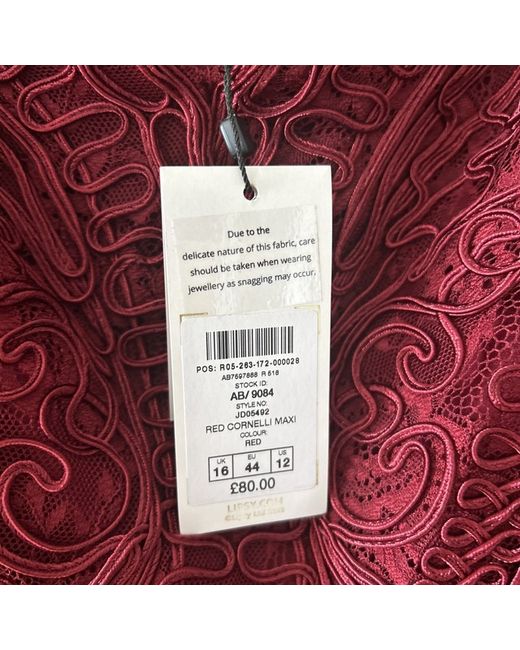 Due to the
delicate nature of this fabric, care
should be taken when wearing
jewellery as snagging may occur.
POS: R05-263-172-000028
AB7597888 R 516
STOCK ID:
AB/ 9084
STYLE NO:
JD05492
RED CORNELLI MAXI
COLOUR:
RED
UK EU US
16 44 12
£80.00
LIPSY.COM